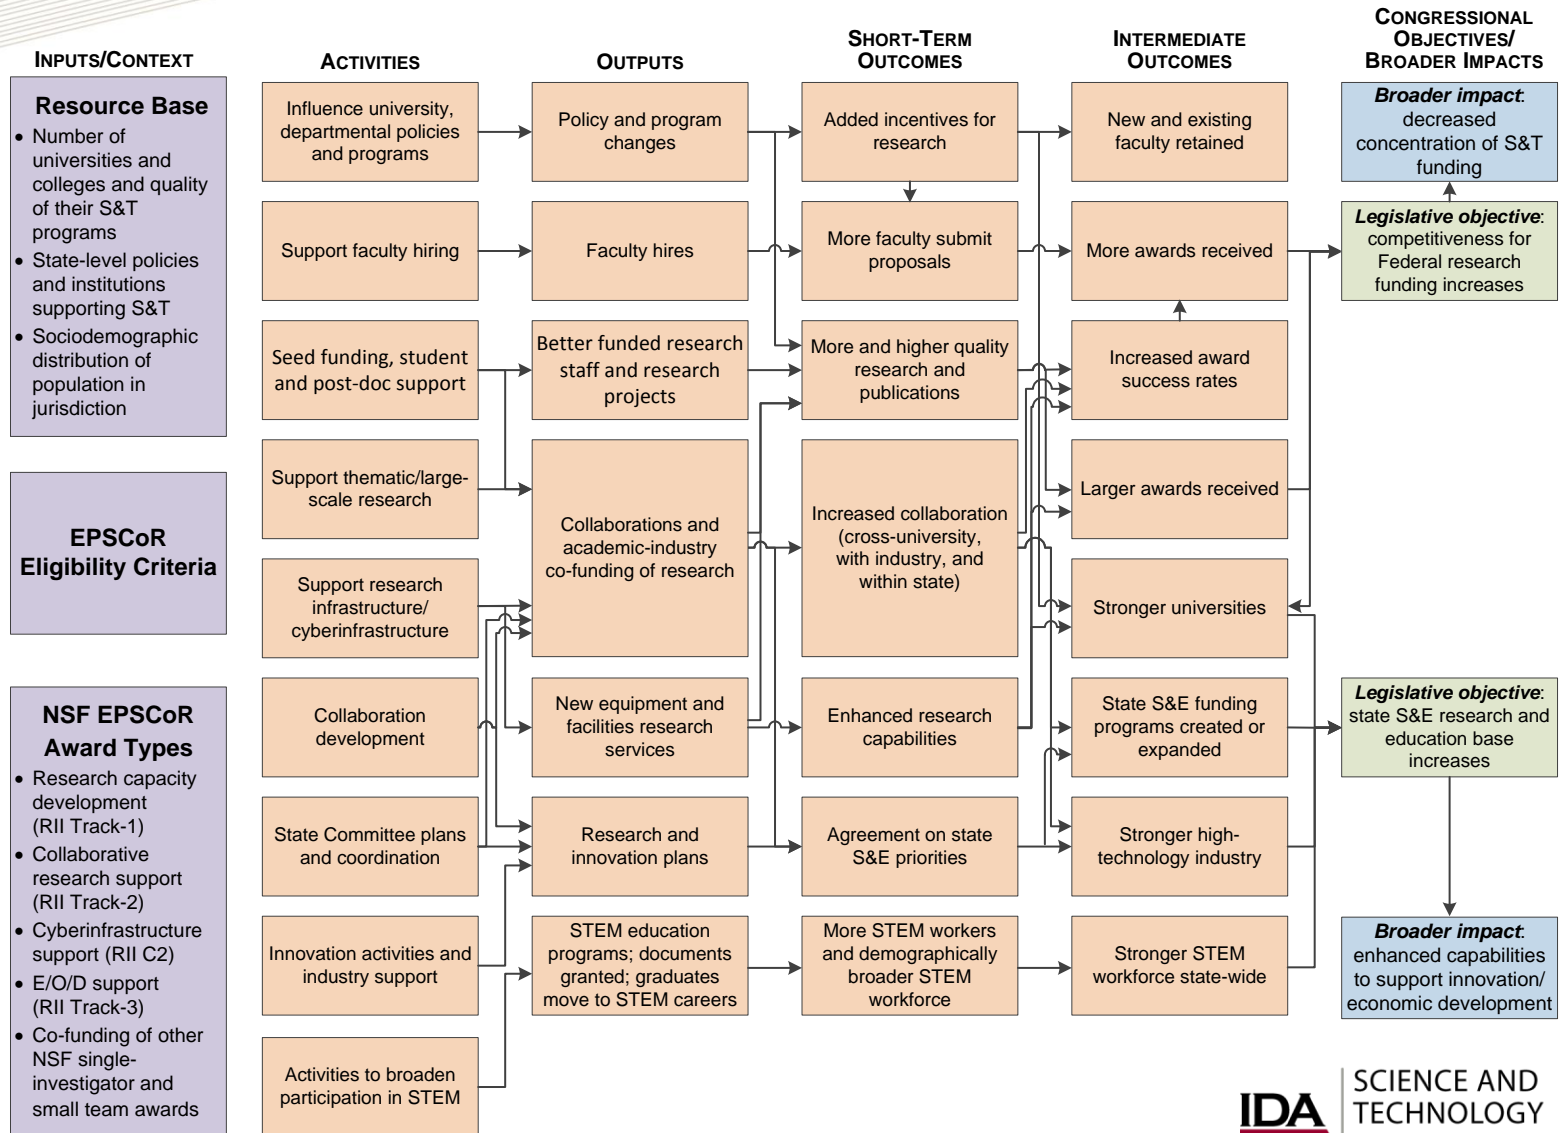 INPUTS/CONTEXT
Resource Base
• Number of
universities and
colleges and quality
of their S&T
programs
• State-level policies
and institutions
supporting S&T
• Sociodemographic
distribution of
population in
jurisdiction
EPSCoR
Eligibility Criteria
NSF EPSCoR
Award Types
• Research capacity
development
(RII Track-1)
• Collaborative
research support
(RII Track-2)
• Cyberinfrastructure
support (RII C2)
• E/O/D support
(RII Track-3)
• Co-funding of other
NSF single-
investigator and
small team awards
ACTIVITIES
Influence university,
departmental policies
and programs
Support faculty hiring
Seed funding, student
and post-doc support
Support thematic/large-
scale research
Support research
infrastructure/
cyberinfrastructure
Collaboration
development
State Committee plans
and coordination
Innovation activities and
industry support
Activities to broaden
participation in STEM
OUTPUTS
Policy and program
changes
Faculty hires
Better funded research
staff and research
projects
Collaborations and
academic-industry
co-funding of research
New equipment and
facilities research
services
Research and
innovation plans
STEM education
programs; documents
granted; graduates
move to STEM careers
SHORT-TERM
OUTCOMES
Added incentives for
research
More faculty submit
proposals
More and higher quality
research and
publications
Increased collaboration
(cross-university,
with industry, and
within state)
Enhanced research
capabilities
Agreement on state
S&E priorities
More STEM workers
and demographically
broader STEM
workforce
INTERMEDIATE
OUTCOMES
New and existing
faculty retained
More awards received
Increased award
success rates
Larger awards received
Stronger universities
State S&E funding
programs created or
expanded
Stronger high-
technology industry
Stronger STEM
workforce state-wide
CONGRESSIONAL
OBJECTIVES/
BROADER IMPACTS
Broader impact:
decreased
concentration of S&T
funding
Legislative objective:
competitiveness for
Federal research
funding increases
Legislative objective:
state S&E research and
education base
increases
Broader impact:
enhanced capabilities
to support innovation/
economic development
IDA
SCIENCE AND
TECHNOLOGY